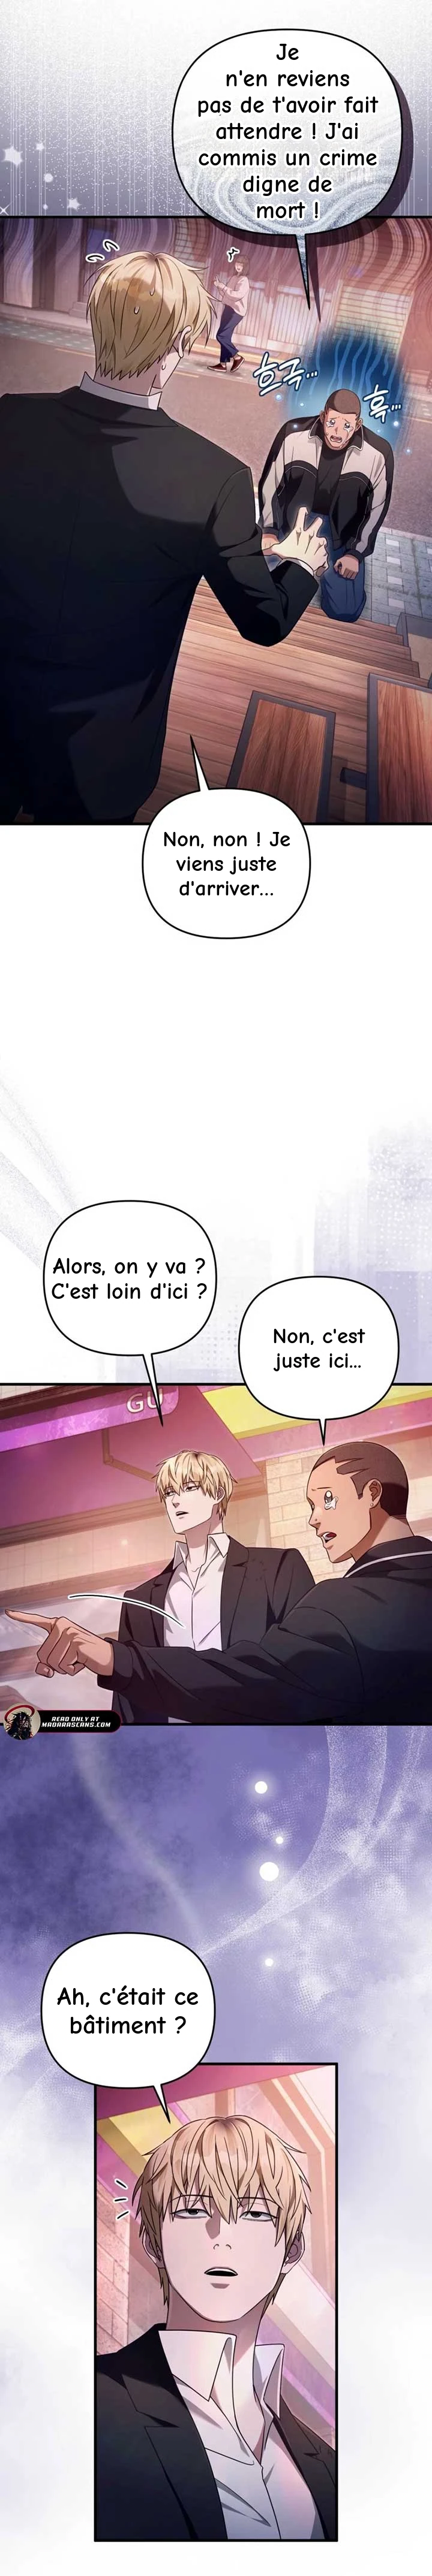 Je
n'en reviens
pas de t'avoir fait
attendre ! J'ai
commis un crime
digne de
mort !
흐극...
흑...
Non, non ! Je
viens juste
d'arriver...
Alors, on y va ?
C'est loin d'ici ?
Non, c'est
juste ici...
GU
READ ONLY AT
MADARASCANS.COM
Ah, c'était ce
bâtiment ?